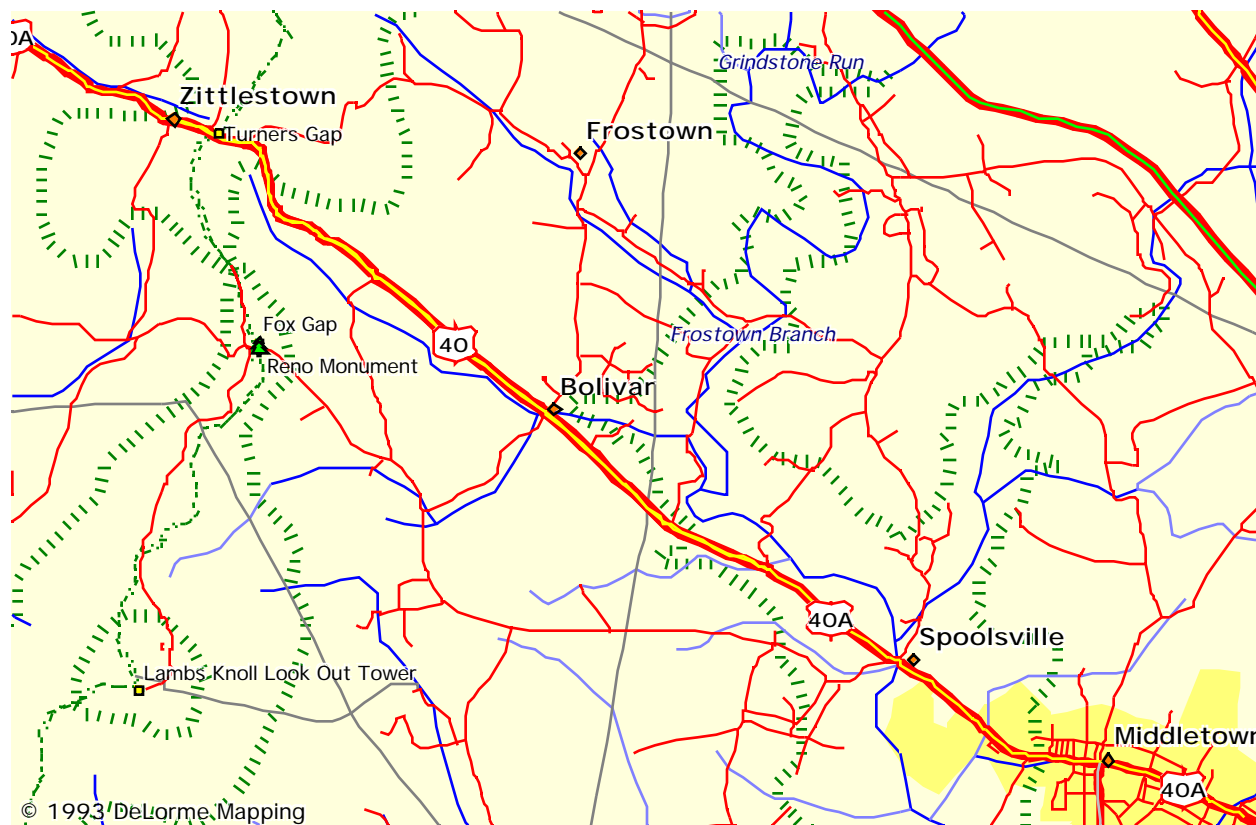 0A
Grindstone Run
Zittlestown
Turners Gap
Frostown
Fox Gap
Frostown Branch
40
Reno Monument
Bolivar
40A
Spoolsville
Lambs Knoll Look Out Tower
Middletown
40A
© 1993 DeLorme Mapping